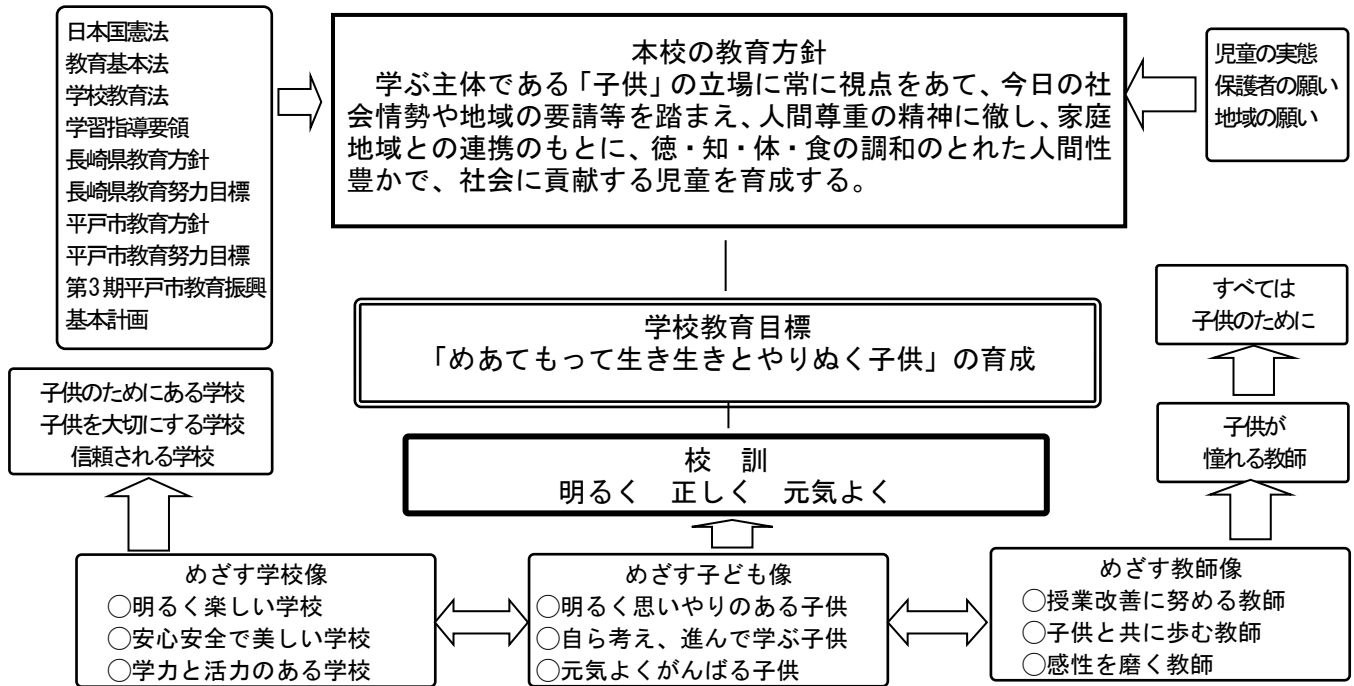 日本国憲法
教育基本法
学校教育法
学習指導要領
長崎県教育方針
長崎県教育努力目標
平戸市教育方針
平戸市教育努力目標
第3期平戸市教育振興
基本計画
本校の教育方針
学ぶ主体である「子供」の立場に常に視点をあて、今日の社
会情勢や地域の要請等を踏まえ、人間尊重の精神に徹し、家庭
地域との連携のもとに、徳・知・体・食の調和のとれた人間性
豊かで、社会に貢献する児童を育成する。
児童の実態
保護者の願い
地域の願い
学校教育目標
「めあてもって生き生きとやりぬく子供」の育成
すべては
子供のために
子供のためにある学校
子供を大切にする学校
信頼される学校
校　訓
明るく　正しく　元気よく
子供が
憧れる教師
めざす学校像
○明るく楽しい学校
○安心安全で美しい学校
○学力と活力のある学校
めざす子ども像
○明るく思いやりのある子供
○自ら考え、進んで学ぶ子供
○元気よくがんばる子供
めざす教師像
○授業改善に努める教師
○子供と共に歩む教師
○感性を磨く教師